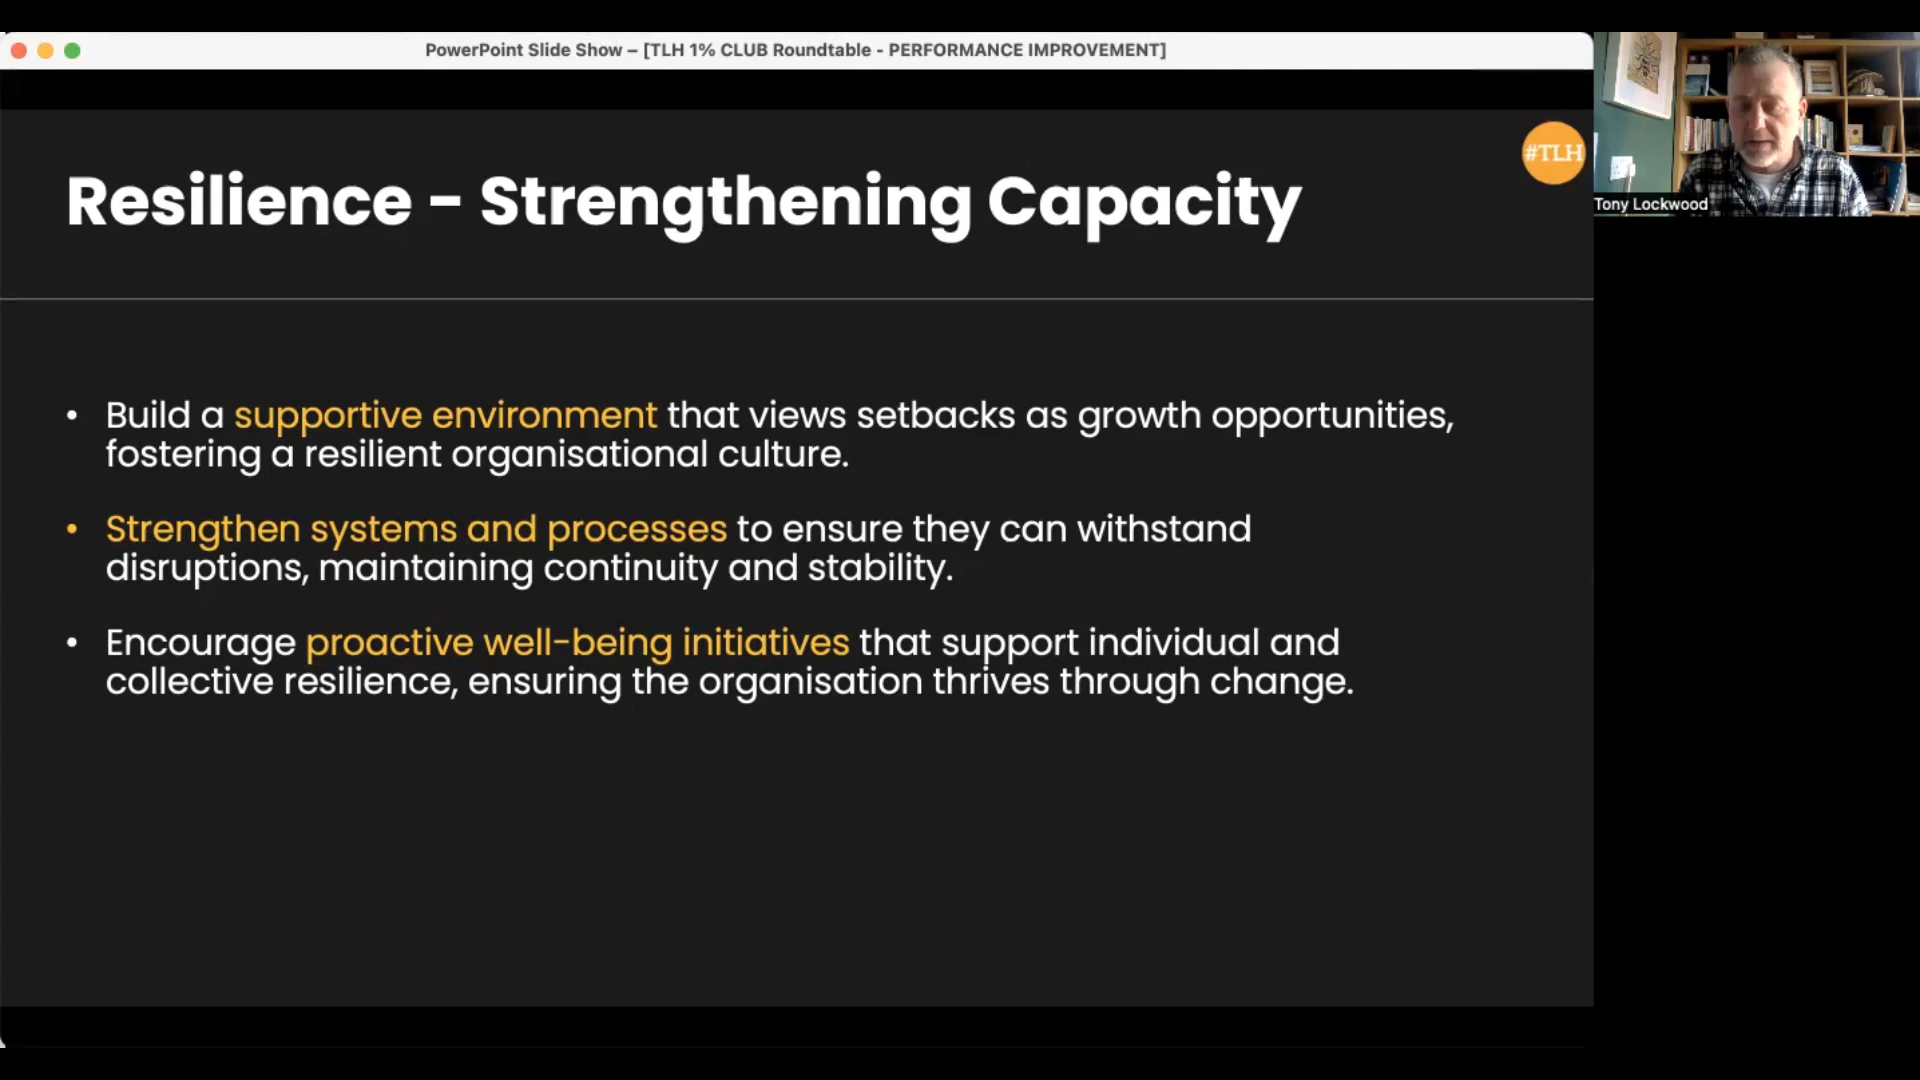 PowerPoint Slide Show – [TLH 1% CLUB Roundtable - PERFORMANCE IMPROVEMENT]
#TLH
Resilience - Strengthening Capacity
Tony Lockwood
• Build a supportive environment that views setbacks as growth opportunities,
fostering a resilient organisational culture.
• Strengthen systems and processes to ensure they can withstand
disruptions, maintaining continuity and stability.
• Encourage proactive well-being initiatives that support individual and
collective resilience, ensuring the organisation thrives through change.